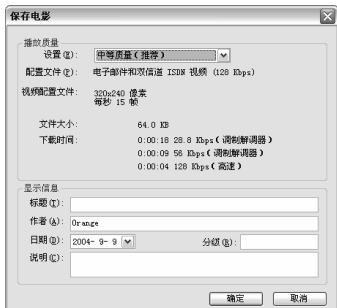 保存电影
播放质量
设置(E): 中等质量(推荐)
配置文件(P): 电子邮件和双信道 ISDN 视频 (128 Kbps)
视频配置文件: 320x240 像素
每秒 15 帧
文件大小: 64.0 KB
下载时间: 0:00:18 28.8 Kbps(调制解调器)
0:00:09 56 Kbps(调制解调器)
0:00:04 128 Kbps(高速)
显示信息
标题(T):
作者(A): Orange
日期(D): 2004- 9- 9
分级(R):
说明(C):
确定 取消